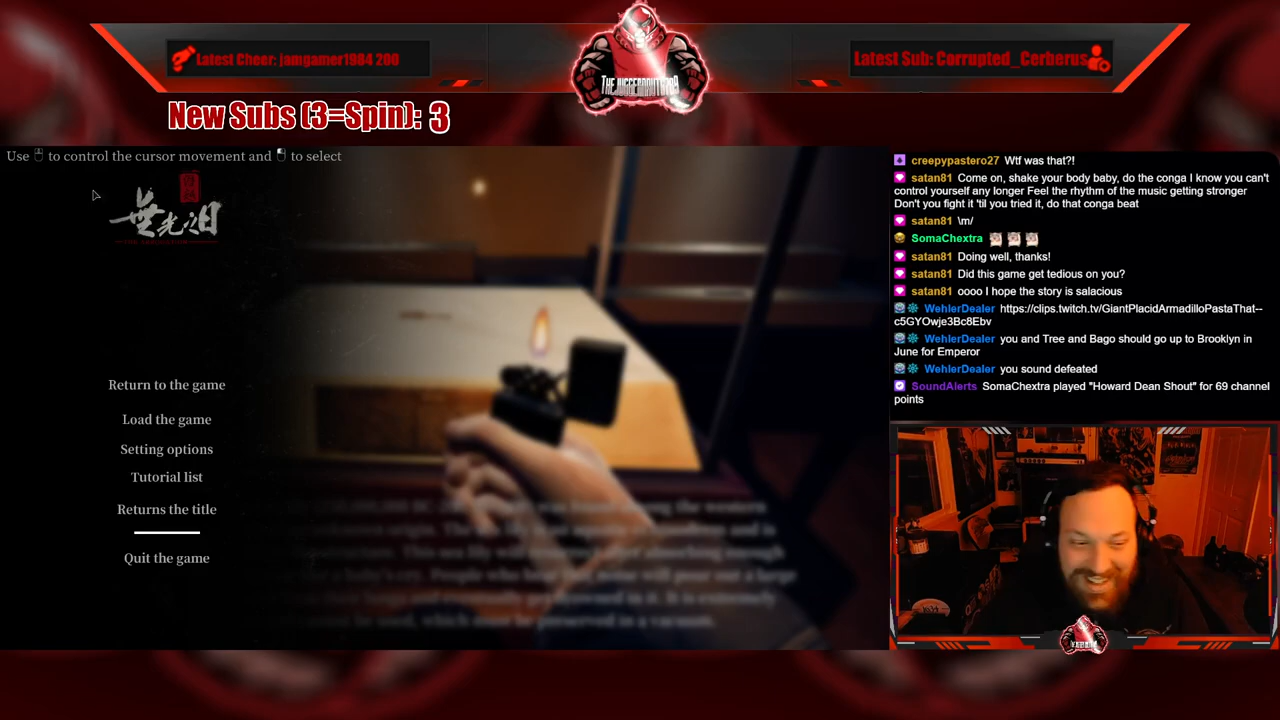 Latest Cheer: jamgamer1984 200
Latest Sub: Corrupted_Cerberus
THEJUGGERNAUT0789
New Subs (3=Spin): 3
Use to control the cursor movement and to select
無光之日
Return to the game
Load the game
Setting options
Tutorial list
Returns the title
Quit the game
creepypastero27 Wtf was that?!
satan81 Come on, shake your body baby, do the conga I know you can't
control yourself any longer Feel the rhythm of the music getting stronger
Don't you fight it 'til you tried it, do that conga beat
satan81 \m/
SomaChextra
satan81 Doing well, thanks!
satan81 Did this game get tedious on you?
satan81 oooo I hope the story is salacious
WehlerDealer https://clips.twitch.tv/GiantPlacidArmadilloPastaThat--
c5GYOwje3Bc8Ebv
WehlerDealer you and Tree and Bago should go up to Brooklyn in
June for Emperor
WehlerDealer you sound defeated
SoundAlerts SomaChextra played "Howard Dean Shout" for 69 channel
points